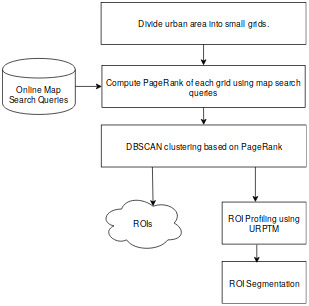 Divide urban area into small grids.
Online Map
Search Queries
Compute PageRank of each grid using map search
queries
DBSCAN clustering based on PageRank
ROIs
ROI Profiling using
URPTM
ROI Segmentation